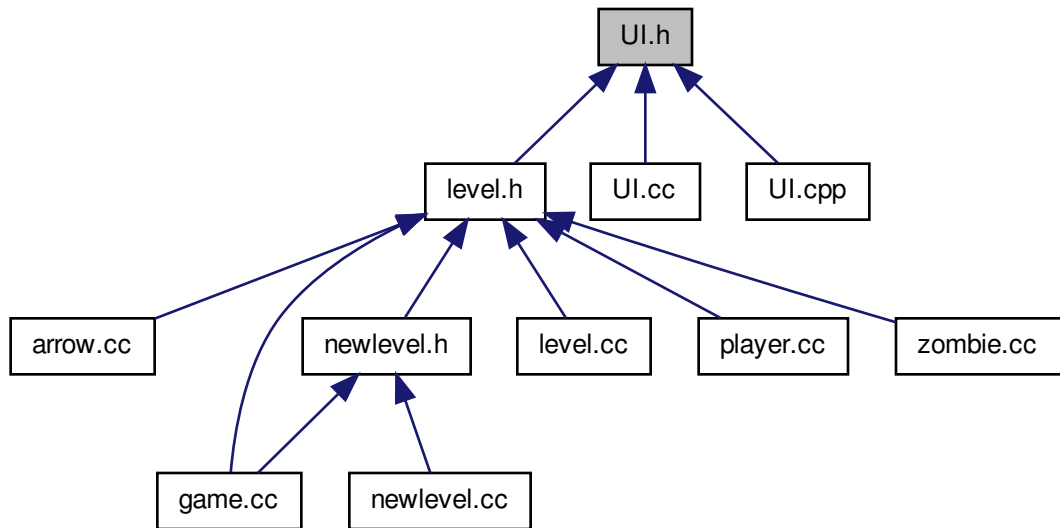 UI.h
level.h
UI.cc
UI.cpp
arrow.cc
newlevel.h
level.cc
player.cc
zombie.cc
game.cc
newlevel.cc